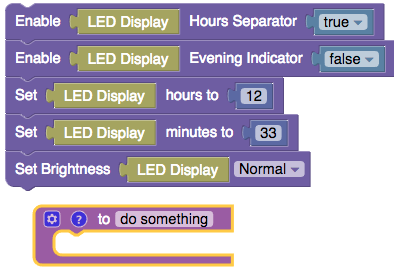 Enable LED Display Hours Separator true
Enable LED Display Evening Indicator false
Set LED Display hours to 12
Set LED Display minutes to 33
Set Brightness LED Display Normal
? to do something